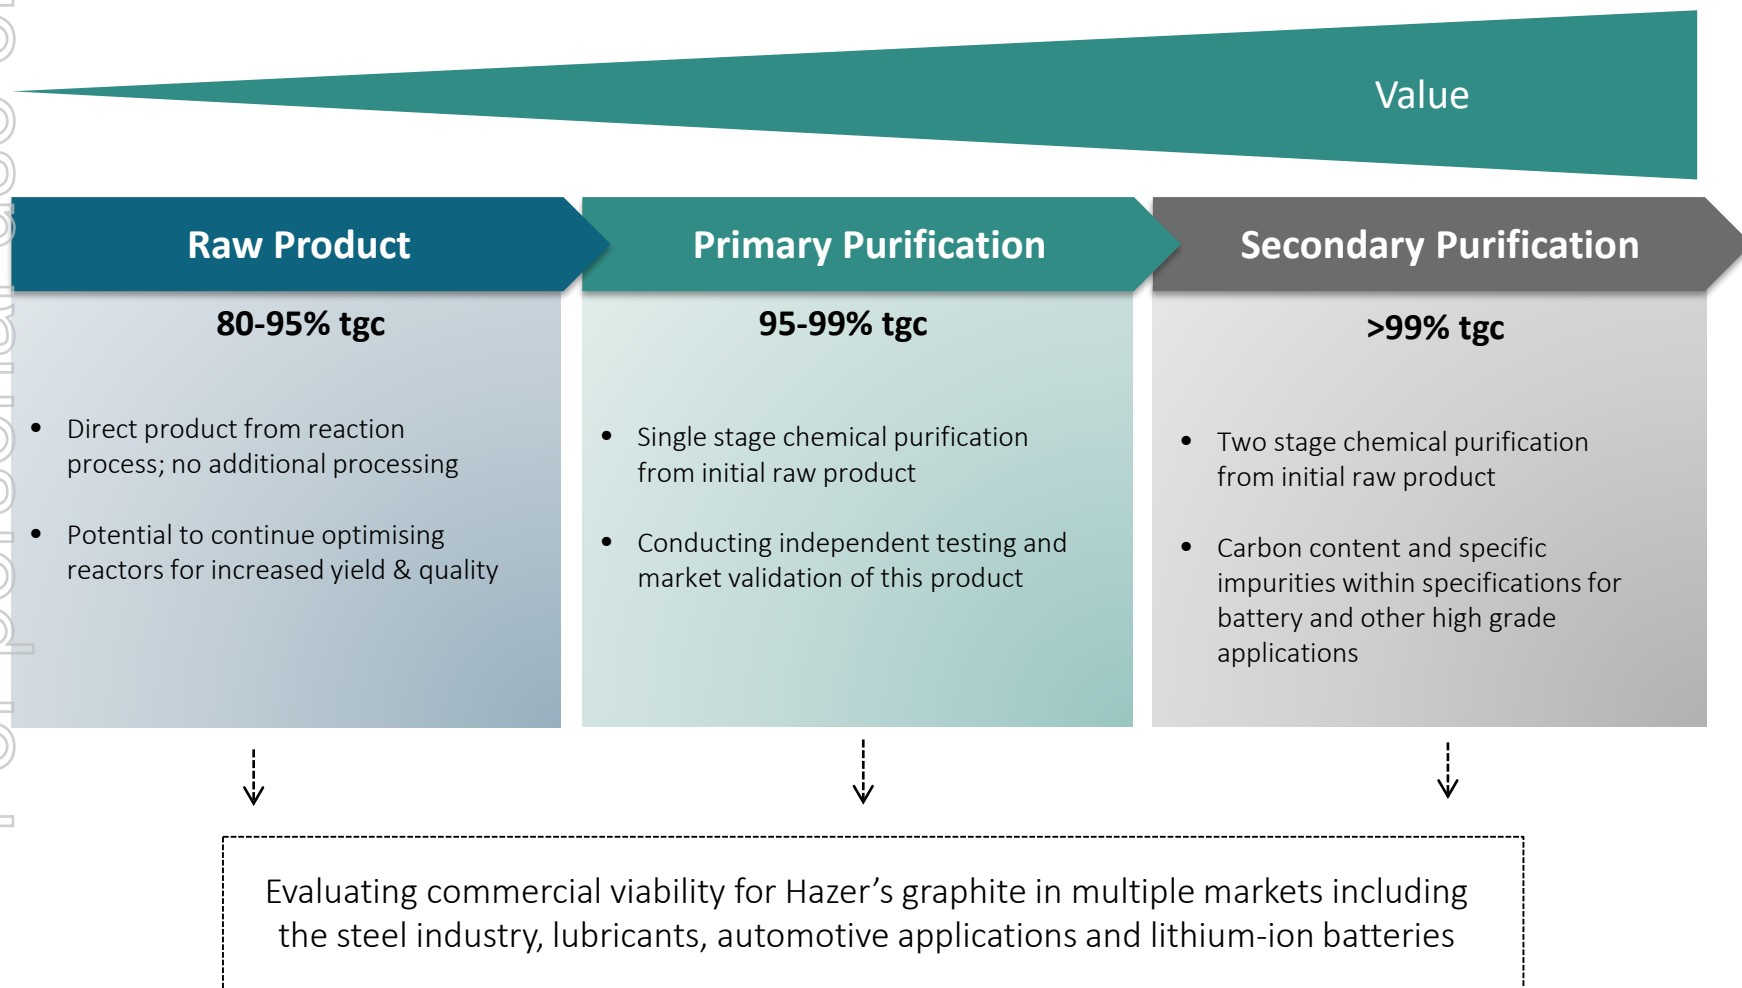 Value
Raw Product
Primary Purification
Secondary Purification
80-95% tgc
95-99% tgc
>99% tgc
• Direct product from reaction
process; no additional processing
• Potential to continue optimising
reactors for increased yield & quality
• Single stage chemical purification
from initial raw product
• Conducting independent testing and
market validation of this product
• Two stage chemical purification
from initial raw product
• Carbon content and specific
impurities within specifications for
battery and other high grade
applications
Evaluating commercial viability for Hazer’s graphite in multiple markets including
the steel industry, lubricants, automotive applications and lithium-ion batteries